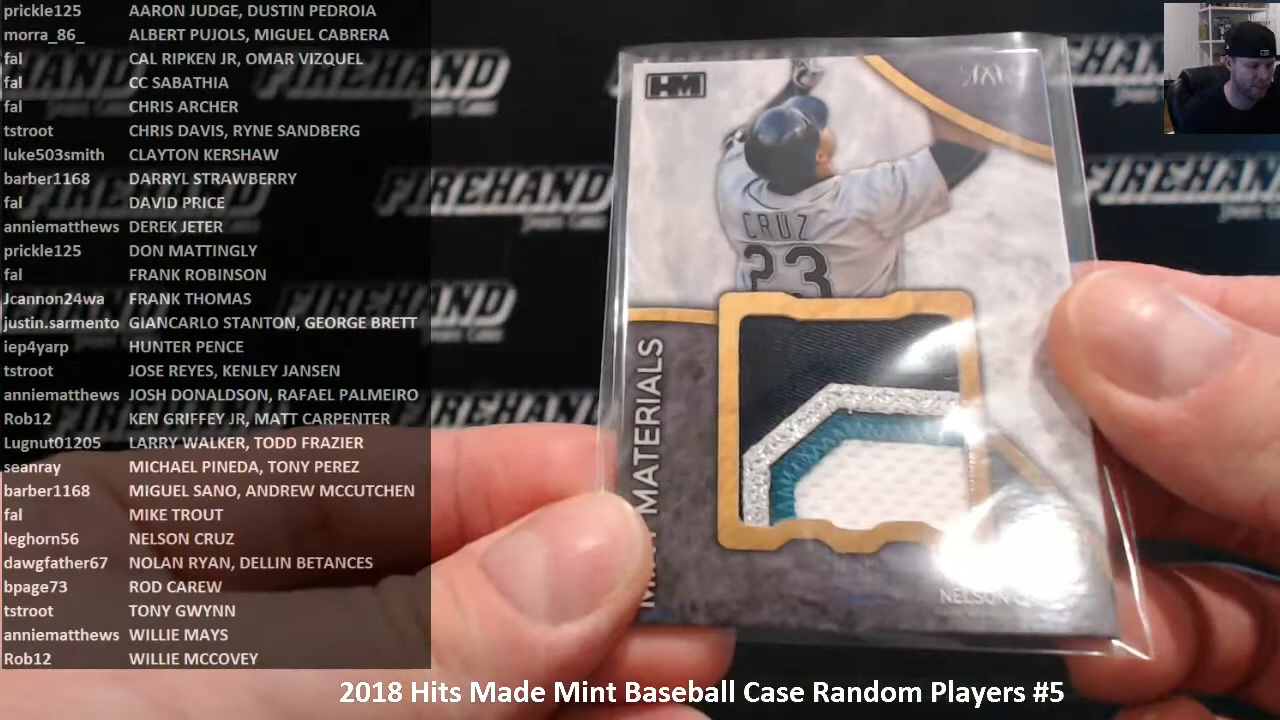 prickle125 AARON JUDGE, DUSTIN PEDROIA
morra_86_ ALBERT PUJOLS, MIGUEL CABRERA
fal CAL RIPKEN JR, OMAR VIZQUEL
fal CC SABATHIA
fal CHRIS ARCHER
tstroot CHRIS DAVIS, RYNE SANDBERG
luke503smith CLAYTON KERSHAW
barber1168 DARRYL STRAWBERRY
fal DAVID PRICE
anniematthews DEREK JETER
prickle125 DON MATTINGLY
fal FRANK ROBINSON
Jcannon24wa FRANK THOMAS
justin.sarmento GIANCARLO STANTON, GEORGE BRETT
iep4yarp HUNTER PENCE
tstroot JOSE REYES, KENLEY JANSEN
anniematthews JOSH DONALDSON, RAFAEL PALMEIRO
Rob12 KEN GRIFFEY JR, MATT CARPENTER
Lugnut01205 LARRY WALKER, TODD FRAZIER
seanray MICHAEL PINEDA, TONY PEREZ
barber1168 MIGUEL SANO, ANDREW MCCUTCHEN
fal MIKE TROUT
leghorn56 NELSON CRUZ
dawgfather67 NOLAN RYAN, DELLIN BETANCES
bpage73 ROD CAREW
tstroot TONY GWYNN
anniematthews WILLIE MAYS
Rob12 WILLIE MCCOVEY
HM
CRUZ
23
MATERIALS
NELSON
FIREHAND
FIREHAND
FIREHAND
2018 Hits Made Mint Baseball Case Random Players #5